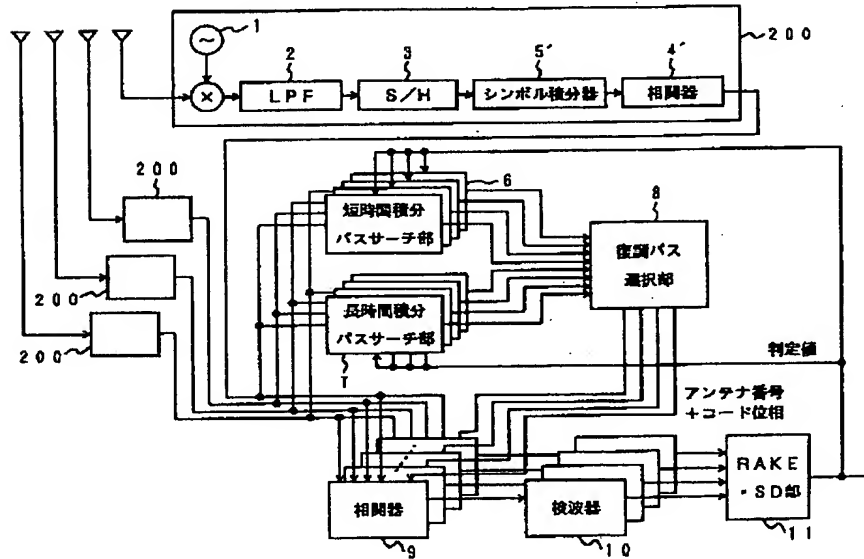 1
200
2
3
5'
4'
LPF
S/H
シンボル積分器
相関器
200
6
短時間積分
パスサーチ部
8
復調パス
選択部
200
長時間積分
パスサーチ部
200
7
判定値
アンテナ番号
+コード位相
相関器
9
検波器
10
RAKE
・SD部
11